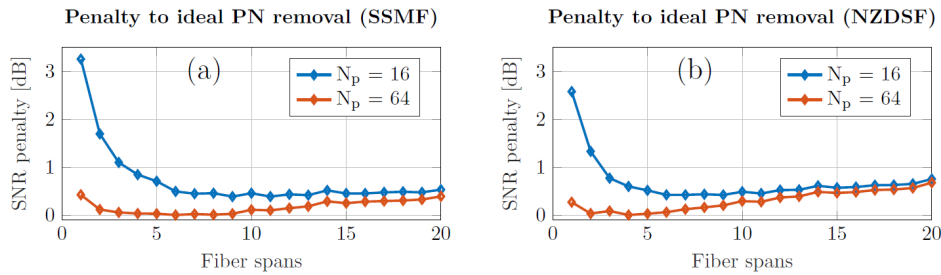 Penalty to ideal PN removal (SSMF)
(a)
Np = 16
Np = 64
SNR penalty [dB]
3
2
1
0
0 5 10 15 20
Fiber spans
Penalty to ideal PN removal (NZDSF)
(b)
Np = 16
Np = 64
SNR penalty [dB]
3
2
1
0
0 5 10 15 20
Fiber spans